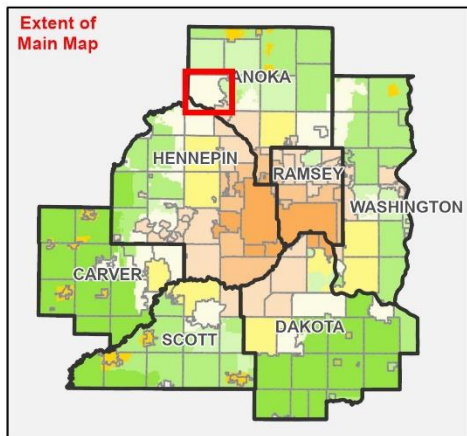 Extent of
Main Map
ANOKA
HENNEPIN
RAMSEY
WASHINGTON
CARVER
SCOTT
DAKOTA